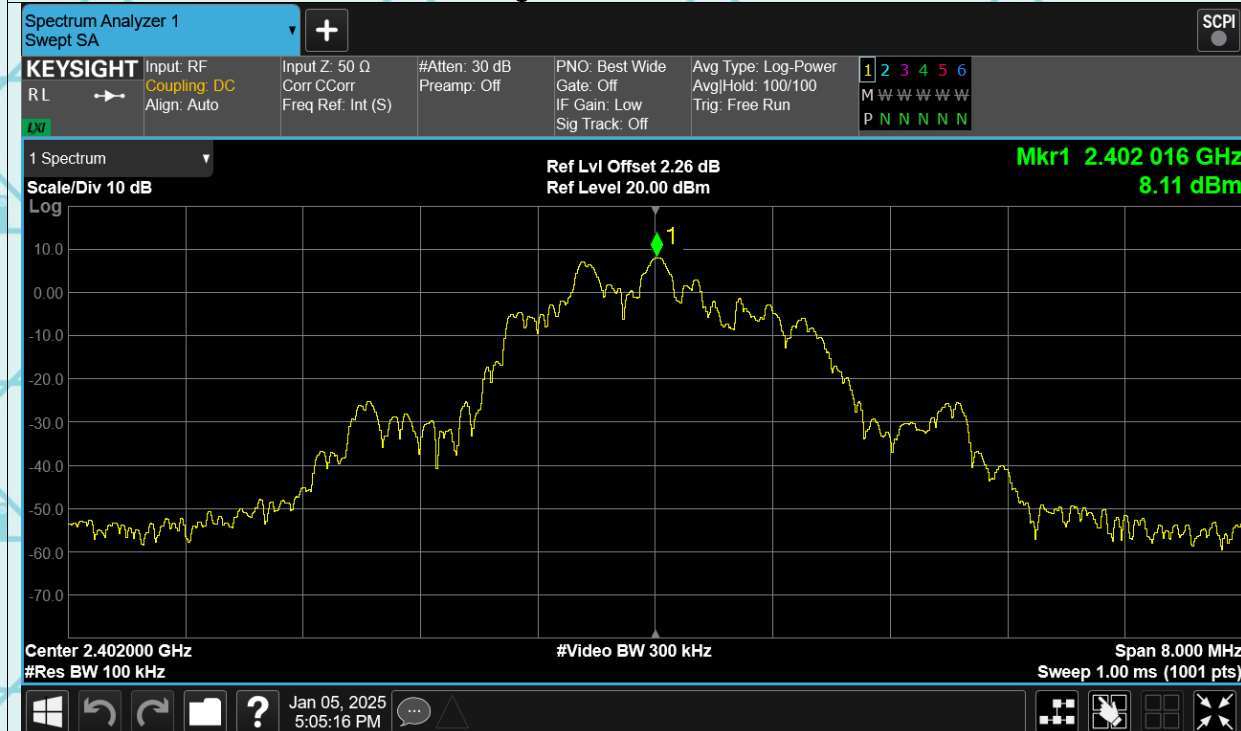 Spectrum Analyzer 1
Swept SA
SCPI
KEYSIGHT
RL
LXI
Input: RF
Coupling: DC
Align: Auto
Input Z: 50 Ω
Corr CCorr
Freq Ref: Int (S)
#Atten: 30 dB
Preamp: Off
PNO: Best Wide
Gate: Off
IF Gain: Low
Sig Track: Off
Avg Type: Log-Power
Avg|Hold: 100/100
Trig: Free Run
1 2 3 4 5 6
M W W W W W
P N N N N N N
1 Spectrum
Scale/Div 10 dB
Log
Ref Lvl Offset 2.26 dB
Ref Level 20.00 dBm
Mkr1 2.402 016 GHz
8.11 dBm
1
10.0
0.00
-10.0
-20.0
-30.0
-40.0
-50.0
-60.0
-70.0
Center 2.402000 GHz
#Res BW 100 kHz
#Video BW 300 kHz
Span 8.000 MHz
Sweep 1.00 ms (1001 pts)
?
Jan 05, 2025
5:05:16 PM